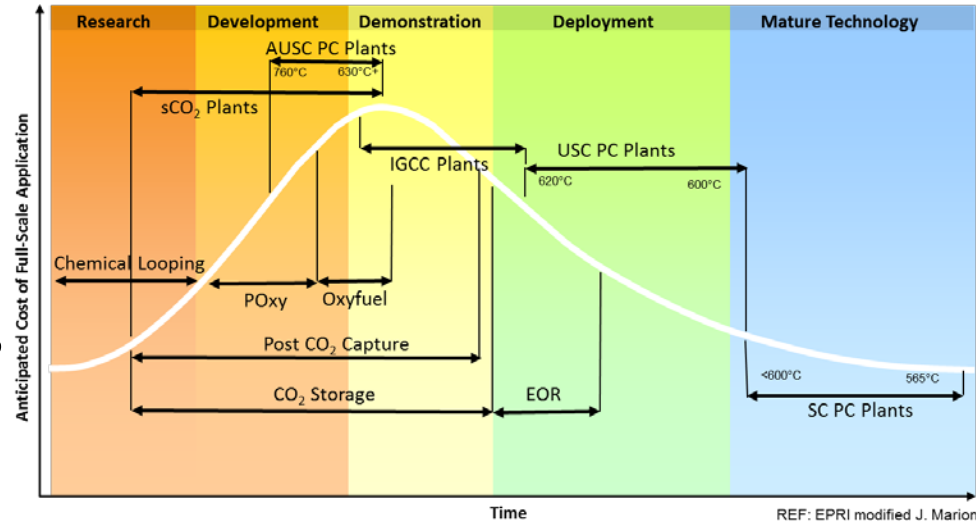 Research Development Demonstration Deployment Mature Technology
AUSC PC Plants
760°C 630°C+
sCO₂ Plants
IGCC Plants
USC PC Plants
620°C 600°C
Chemical Looping
POxy Oxyfuel
Post CO₂ Capture
CO₂ Storage
EOR
<600°C 565°C
SC PC Plants
Anticipated Cost of Full-Scale Application
Time
REF: EPRI modified J. Marion